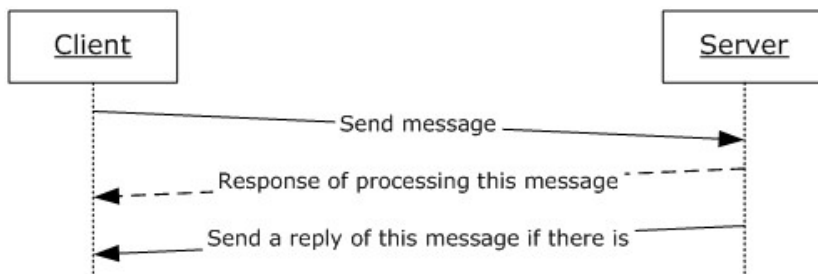 Client
Server
Send message
Response of processing this message
Send a reply of this message if there is